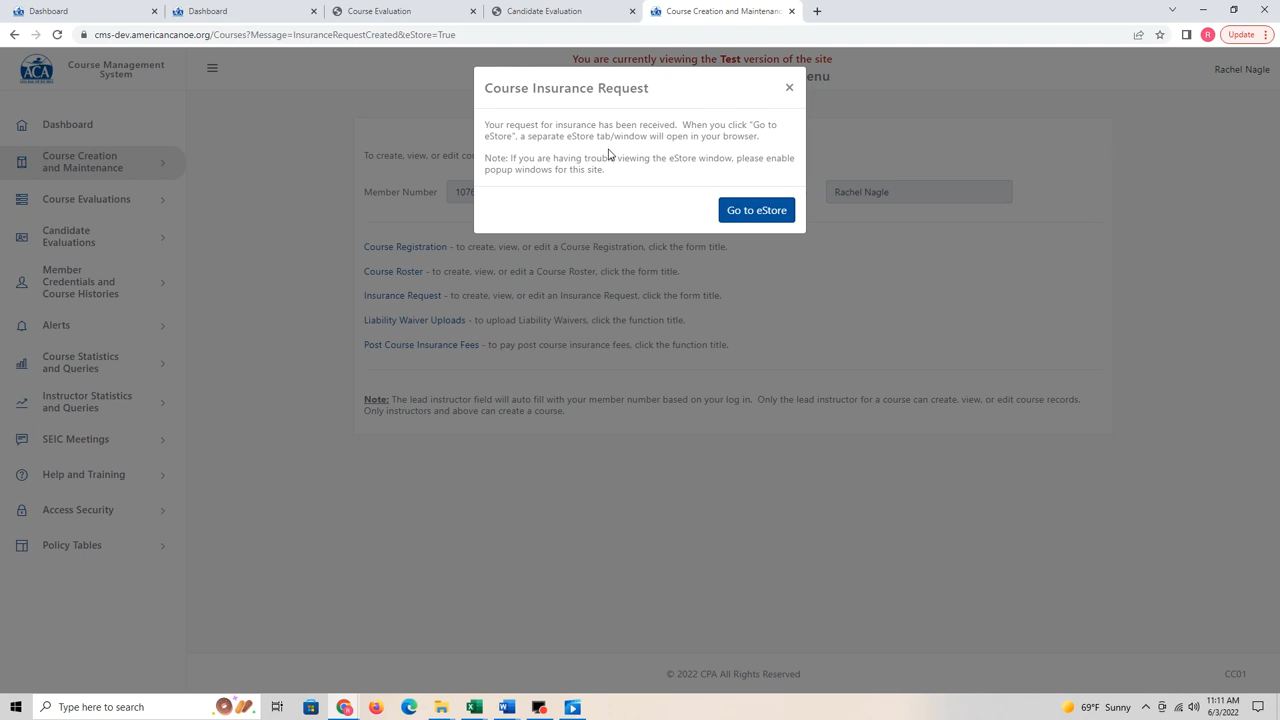 Dashboard
Dashboard
Course Evaluation
Candidate Evaluations
Course Creation and Maintenanc
cms-dev.americancanoe.org/Courses?Message=InsuranceRequestCreated&eStore=True
R
Update
ACA
Course Management
System
You are currently viewing the Test version of the site
enu
Rachel Nagle
Dashboard
Course Creation
and Maintenance
Course Evaluations
Candidate
Evaluations
Member
Credentials and
Course Histories
Alerts
Course Statistics
and Queries
Instructor Statistics
and Queries
SEIC Meetings
Help and Training
Access Security
Policy Tables
Course Insurance Request
Your request for insurance has been received. When you click "Go to
eStore", a separate eStore tab/window will open in your browser.
Note: If you are having trouble viewing the eStore window, please enable
popup windows for this site.
Go to eStore
To create, view, or edit co
Member Number
1076
Rachel Nagle
Course Registration - to create, view, or edit a Course Registration, click the form title.
Course Roster - to create, view, or edit a Course Roster, click the form title.
Insurance Request - to create, view, or edit an Insurance Request, click the form title.
Liability Waiver Uploads - to upload Liability Waivers, click the function title.
Post Course Insurance Fees - to pay post course insurance fees, click the function title.
Note: The lead instructor field will auto fill with your member number based on your log in. Only the lead instructor for a course can create, view, or edit course records.
Only instructors and above can create a course.
© 2022 CPA All Rights Reserved
CC01
Type here to search
69°F Sunny
11:11 AM
6/3/2022